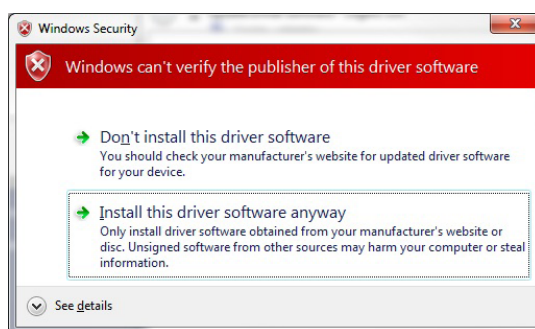 Windows Security
Windows can't verify the publisher of this driver software
Don't install this driver software
You should check your manufacturer's website for updated driver software
for your device.
Install this driver software anyway
Only install driver software obtained from your manufacturer's website or
disc. Unsigned software from other sources may harm your computer or steal
information.
See details